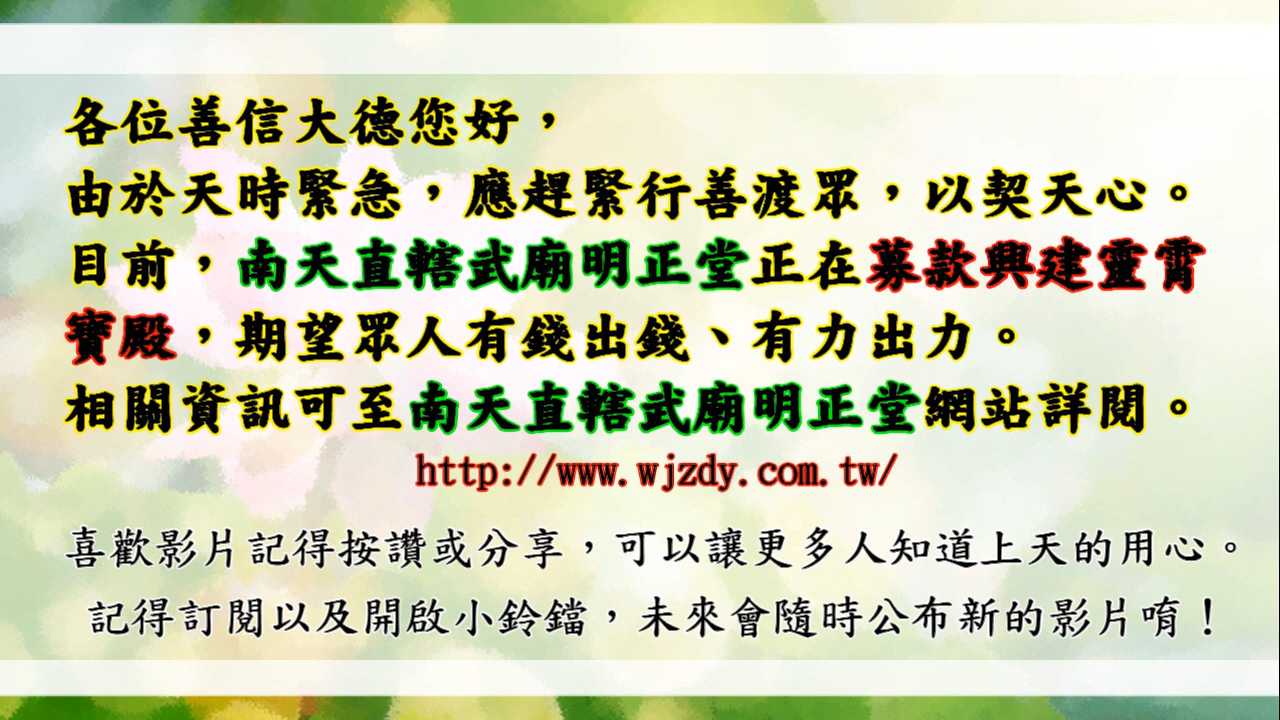 各位善信大德您好，
由於天時緊急，應趕緊行善渡眾，以契天心。
目前，南天直轄武廟明正堂正在募款興建靈霄
寶殿，期望眾人有錢出錢、有力出力。
相關資訊可至南天直轄武廟明正堂網站詳閱。
http://www.wjzdy.com.tw/
喜歡影片記得按讚或分享，可以讓更多人知道上天的用心。
記得訂閱以及開啟小鈴鐺，未來會隨時公布新的影片唷！